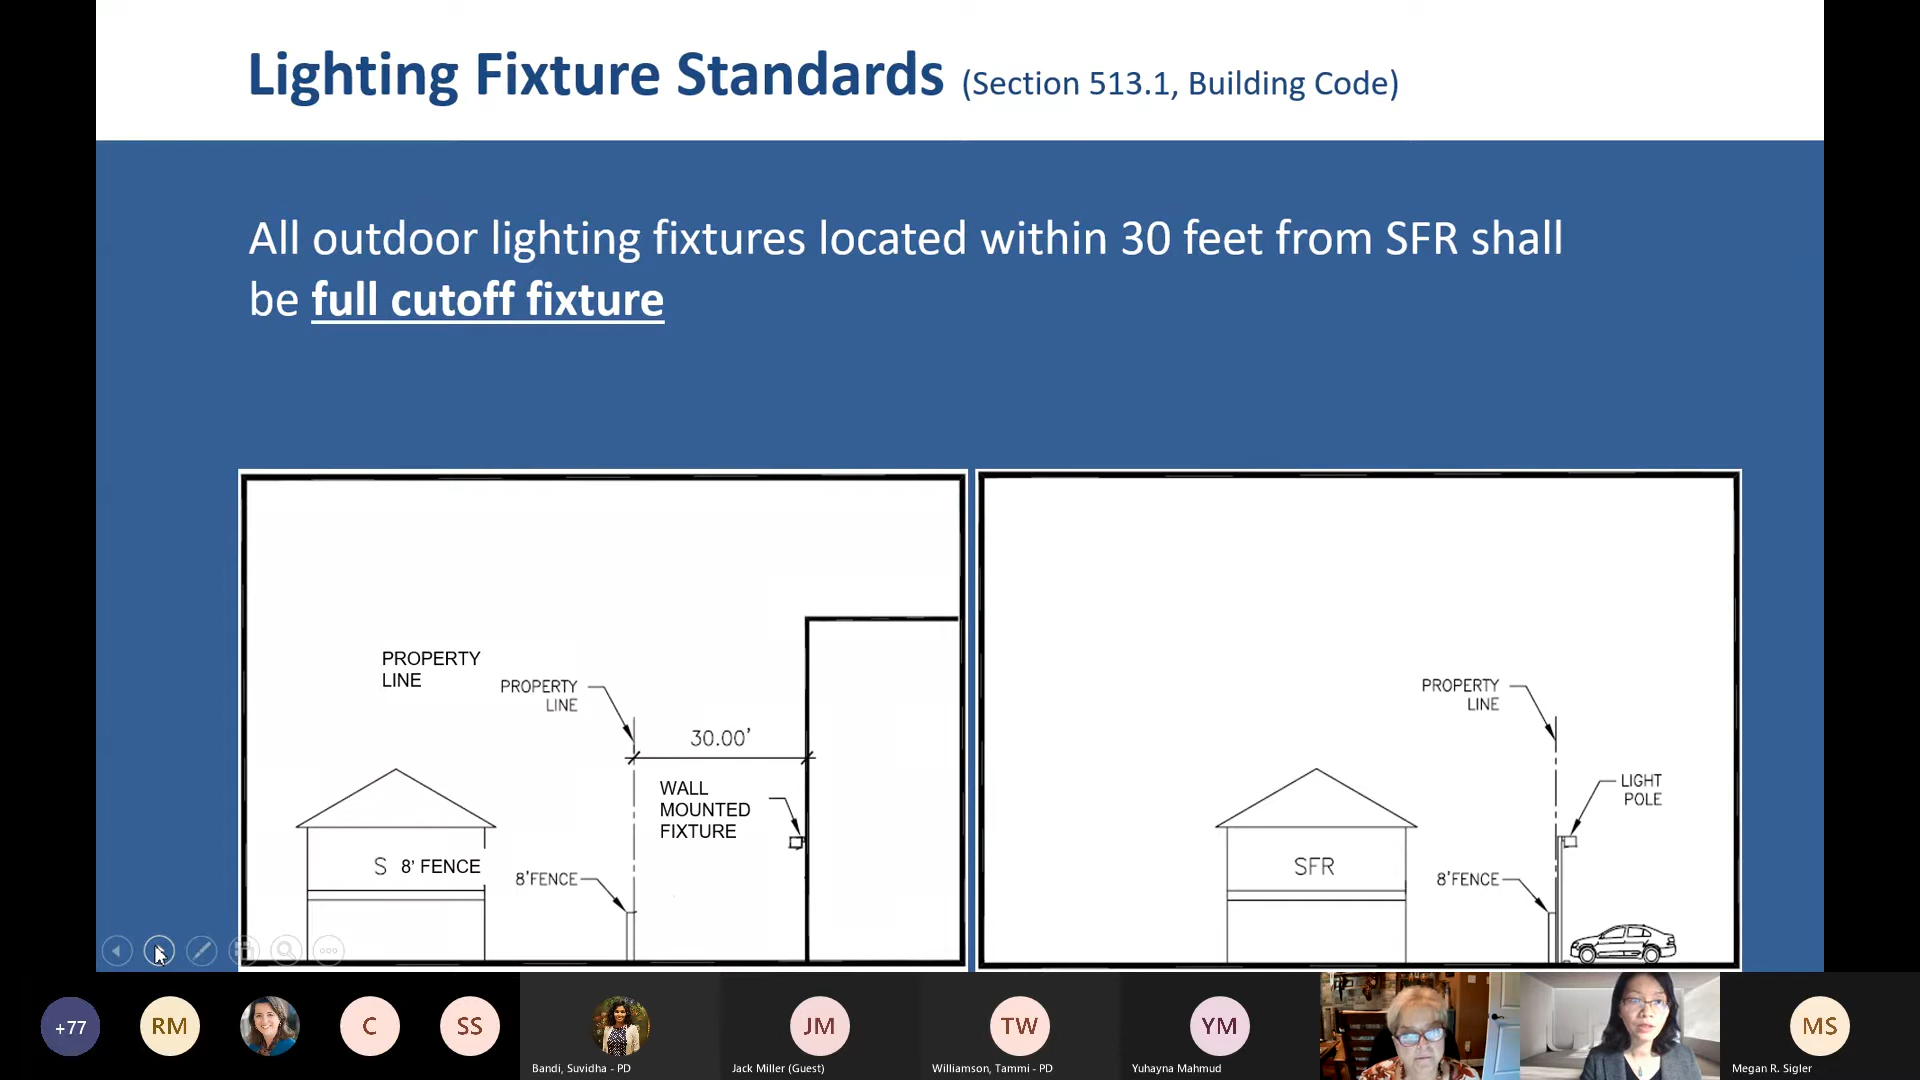 Lighting Fixture Standards (Section 513.1, Building Code)
All outdoor lighting fixtures located within 30 feet from SFR shall
be full cutoff fixture
PROPERTY
LINE
PROPERTY
LINE
30.00'
WALL
MOUNTED
FIXTURE
S 8' FENCE
8'FENCE
PROPERTY
LINE
LIGHT
POLE
SFR
8'FENCE
+77
RM
C
SS
Bandi, Suvidha - PD
JM
Jack Miller (Guest)
TW
Williamson, Tammi - PD
YM
Yuhayna Mahmud
MS
Megan R. Sigler